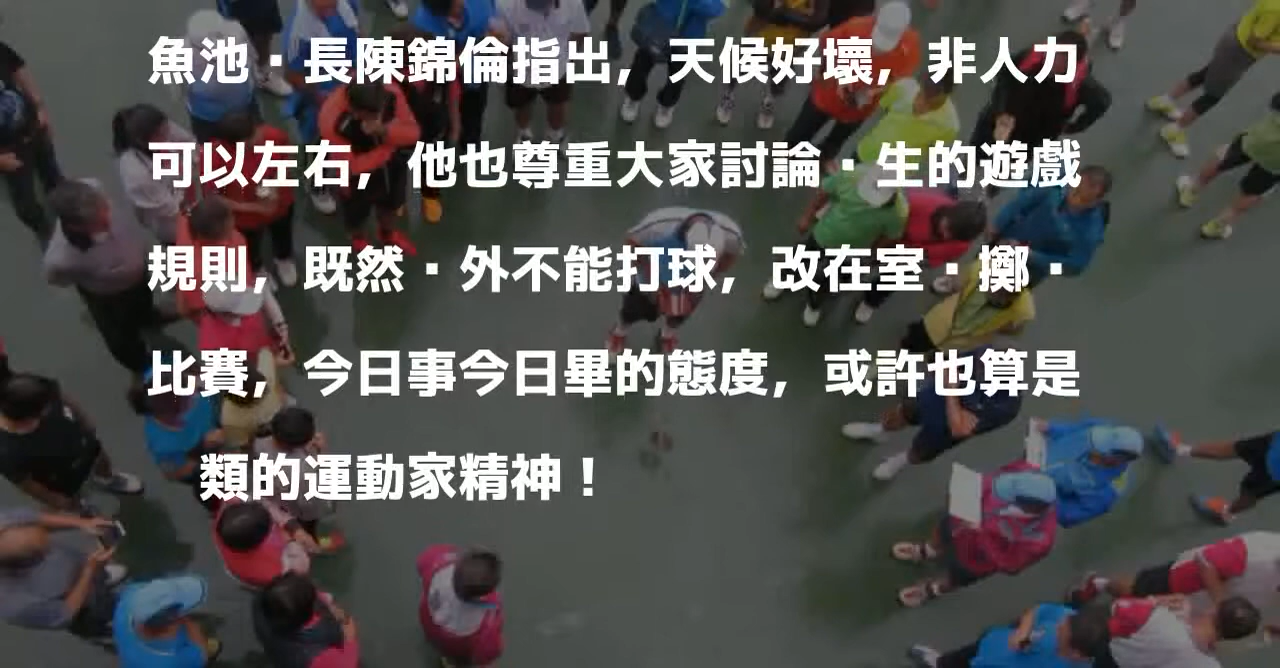 魚池·長陳錦倫指出，天候好壞，非人力
可以左右，他也尊重大家討論·生的遊戲
規則，既然·外不能打球，改在室·擲·
比賽，今日事今日畢的態度，或許也算是
類的運動家精神！